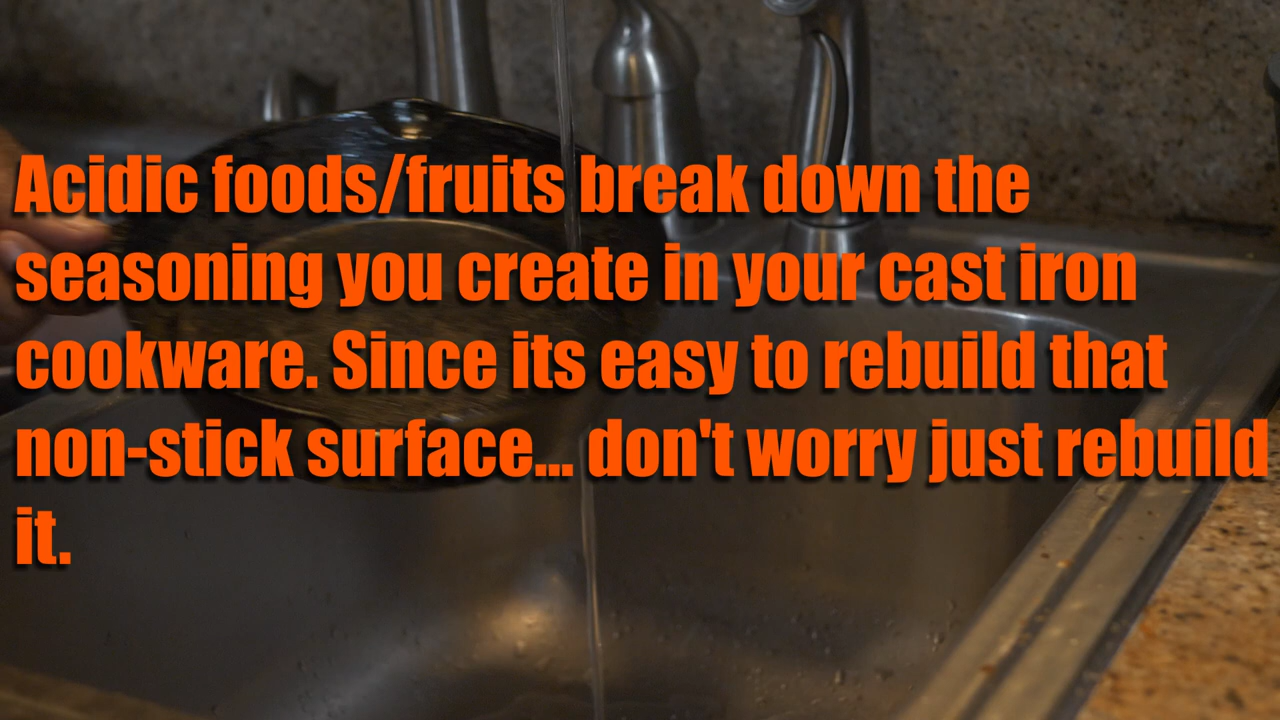 Acidic foods/fruits break down the
seasoning you create in your cast iron
cookware. Since its easy to rebuild that
non-stick surface... don't worry just rebuild
it.